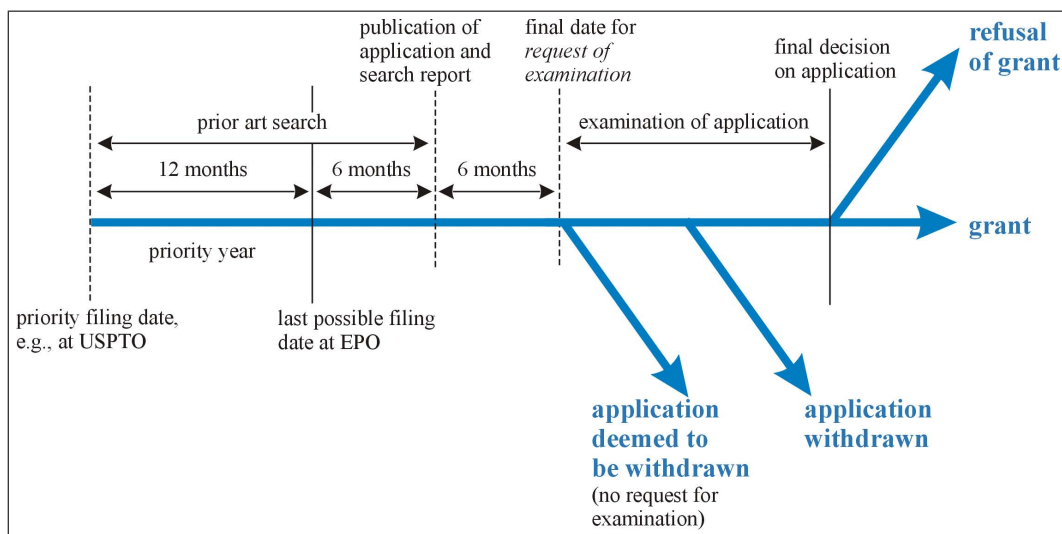 publication of
application and
search report
final date for
request of
examination
final decision
on application
refusal
of grant
prior art search
examination of application
12 months
6 months
6 months
priority year
grant
priority filing date,
e.g., at USPTO
last possible filing
date at EPO
application
deemed to
be withdrawn
(no request for
examination)
application
withdrawn